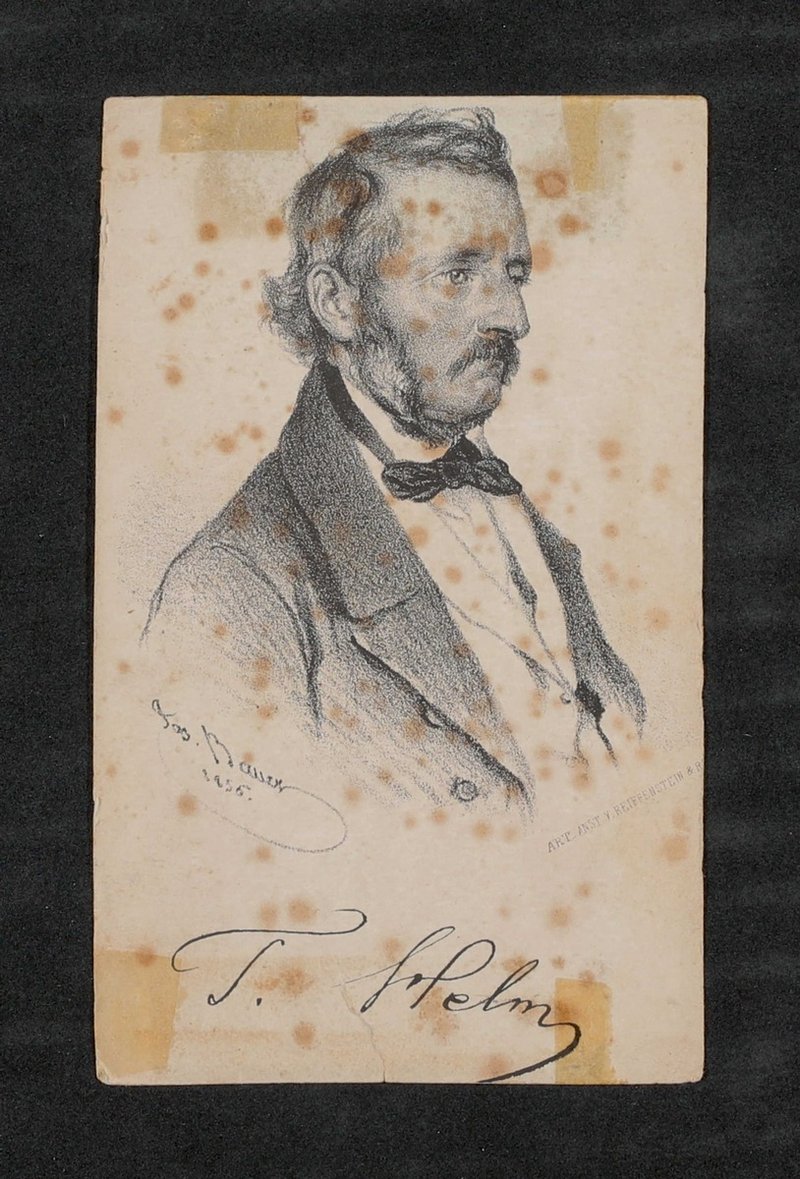 Jos. Bauer
1856.
ART. ANST. V. REIFFENSTEIN & R
T. Helm